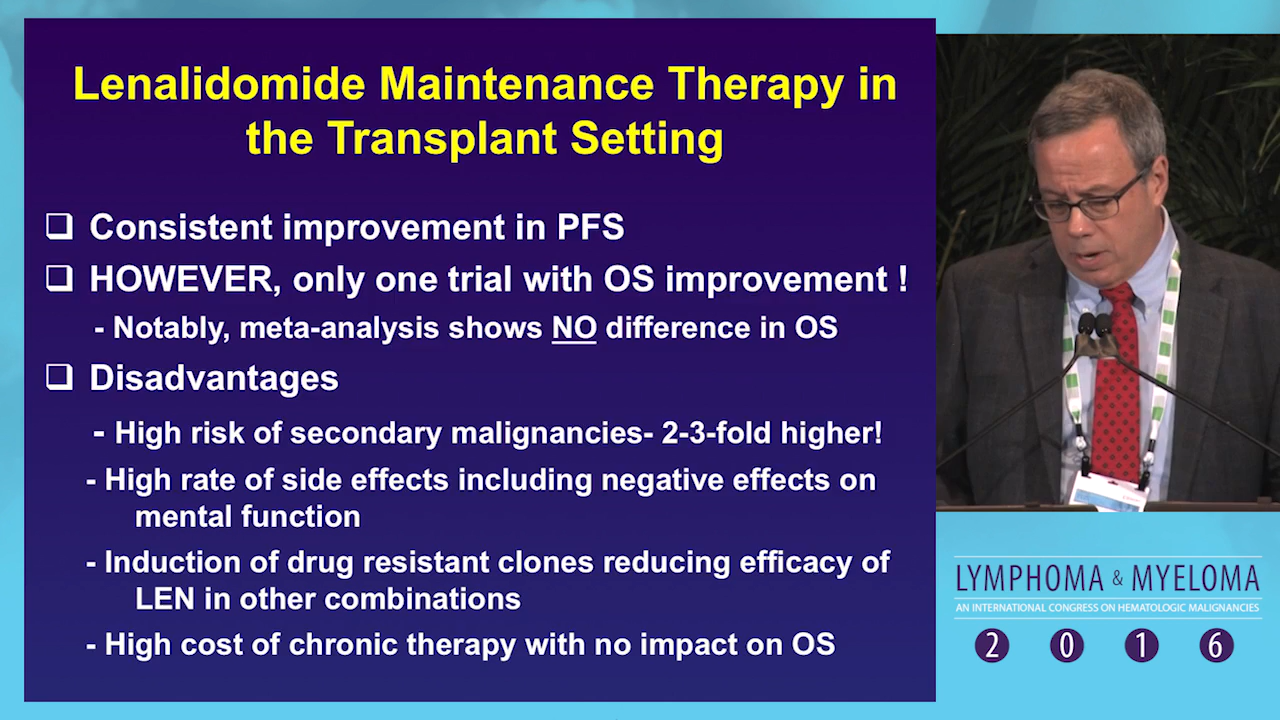 Lenalidomide Maintenance Therapy in
the Transplant Setting
❑ Consistent improvement in PFS
❑ HOWEVER, only one trial with OS improvement !
- Notably, meta-analysis shows NO difference in OS
❑ Disadvantages
- High risk of secondary malignancies- 2-3-fold higher!
- High rate of side effects including negative effects on
mental function
- Induction of drug resistant clones reducing efficacy of
LEN in other combinations
- High cost of chronic therapy with no impact on OS
LYMPHOMA & MYELOMA
AN INTERNATIONAL CONGRESS ON HEMATOLOGIC MALIGNANCIES
2 0 1 6